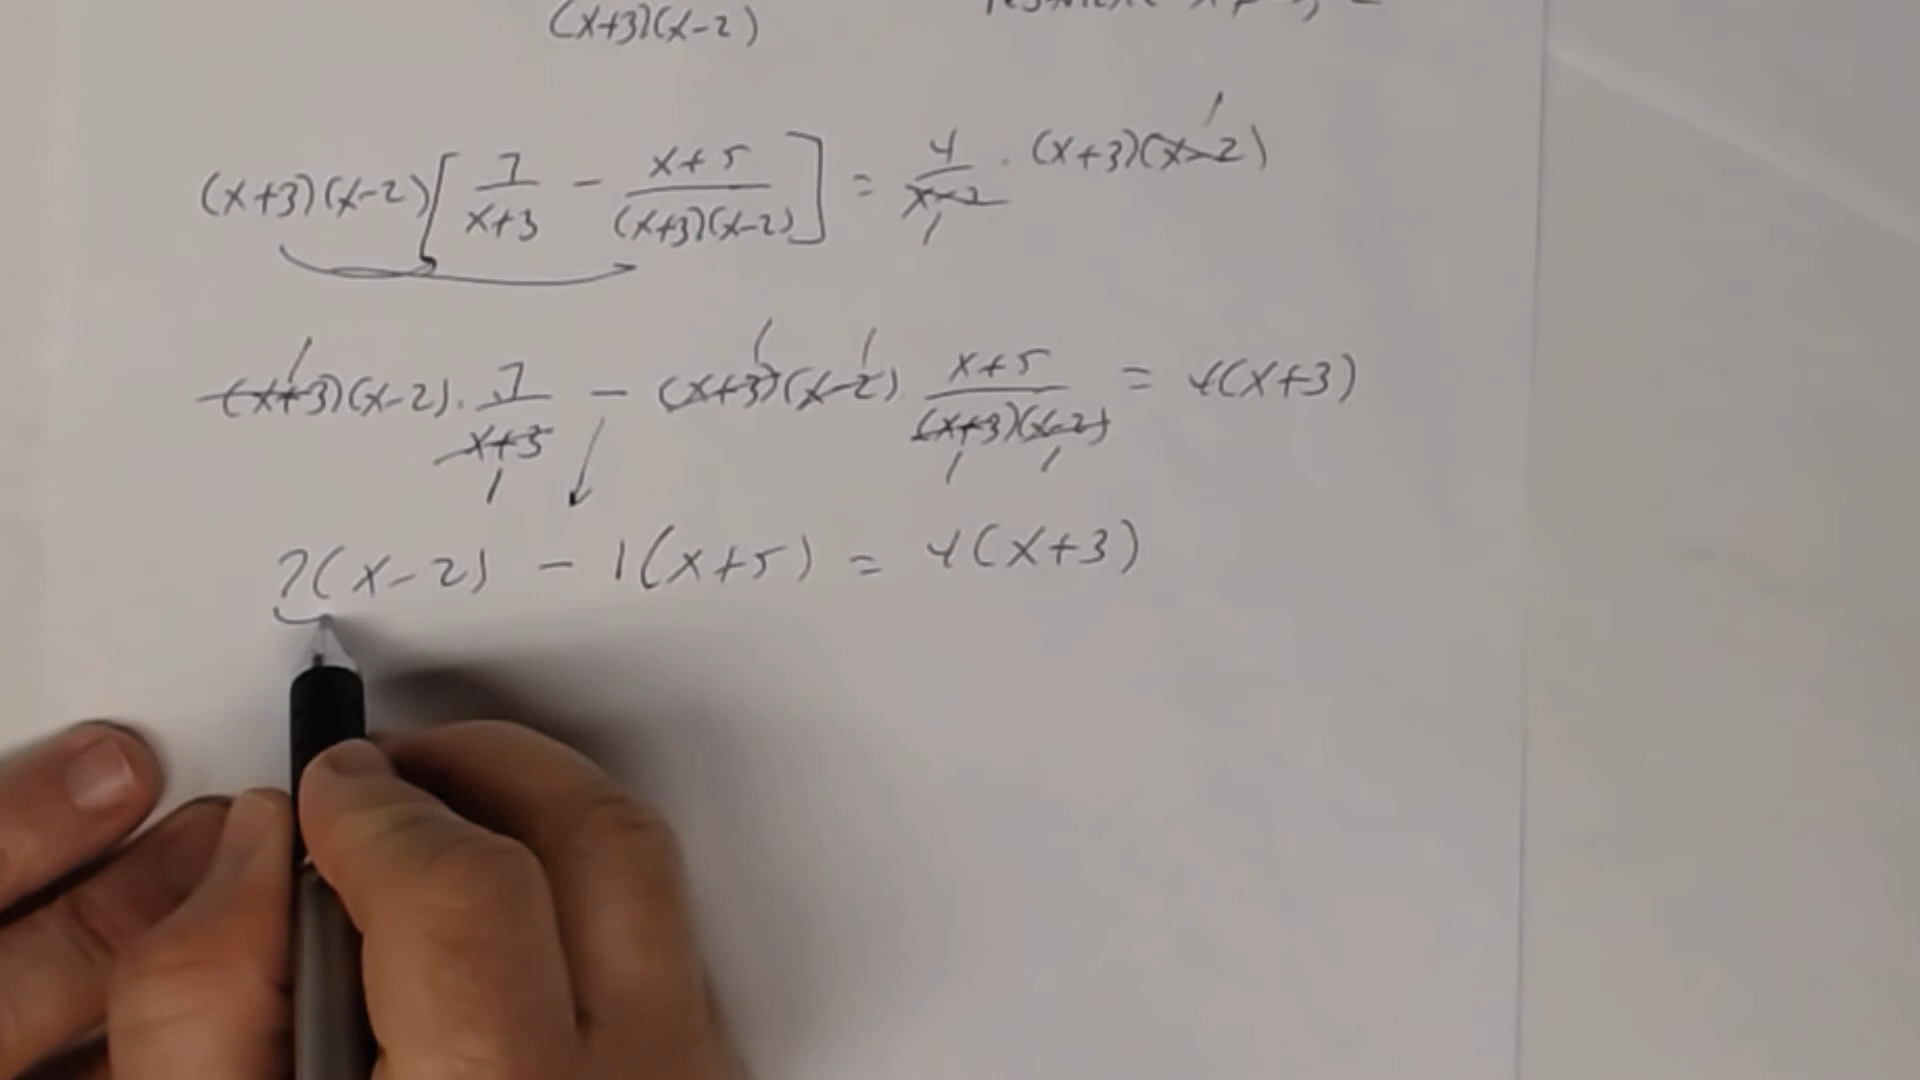 (x+3)(x-2)
(x+3)(x-2)[7/(x+3) - (x+5)/((x+3)(x-2))] = 4/(x-2) · (x+3)(x-2)
(x+3)(x-2) · 7/(x+3) - (x+3)(x-2) · (x+5)/((x+3)(x-2)) = 4(x+3)
7(x-2) - 1(x+5) = 4(x+3)